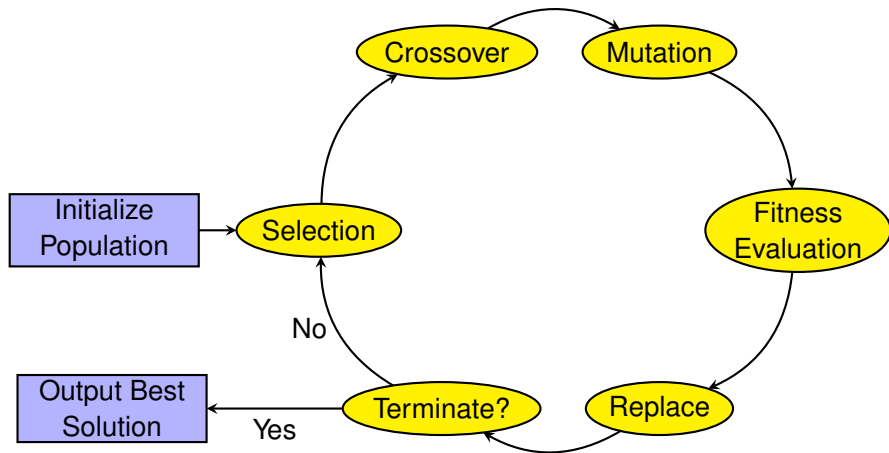 Crossover
Mutation
Initialize
Population
Selection
Fitness
Evaluation
No
Output Best
Solution
Yes
Terminate?
Replace